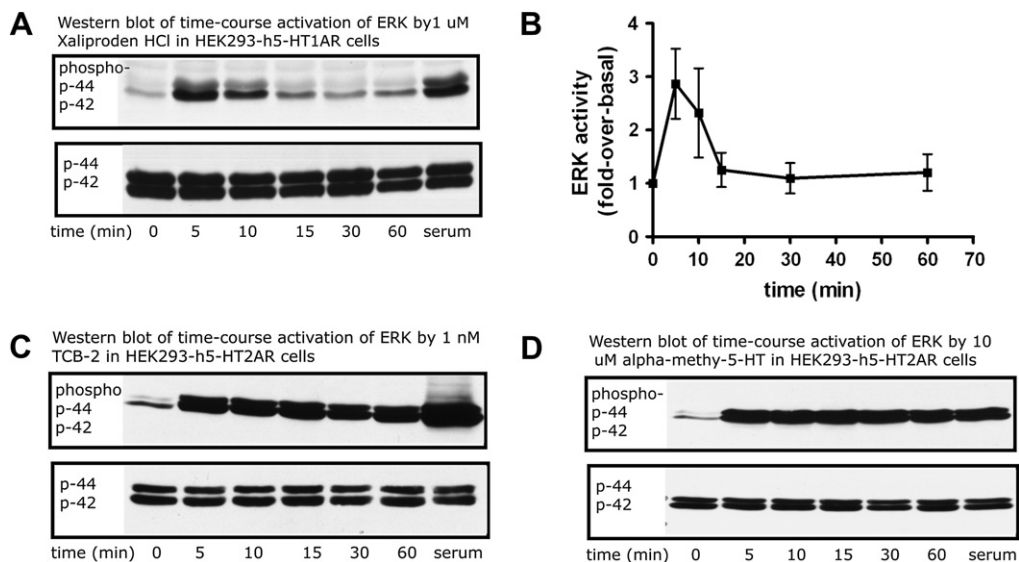 A
Western blot of time-course activation of ERK by1 uM
Xaliproden HCl in HEK293-h5-HT1AR cells
phospho-
p-44
p-42
p-44
p-42
time (min) 0 5 10 15 30 60 serum
B
ERK activity
(fold-over-basal)
4
3
2
1
0
0 10 20 30 40 50 60 70
time (min)
C
Western blot of time-course activation of ERK by 1 nM
TCB-2 in HEK293-h5-HT2AR cells
phospho
p-44
p-42
p-44
p-42
time (min) 0 5 10 15 30 60 serum
D
Western blot of time-course activation of ERK by 10
uM alpha-methy-5-HT in HEK293-h5-HT2AR cells
phospho-
p-44
p-42
p-44
p-42
time (min) 0 5 10 15 30 60 serum